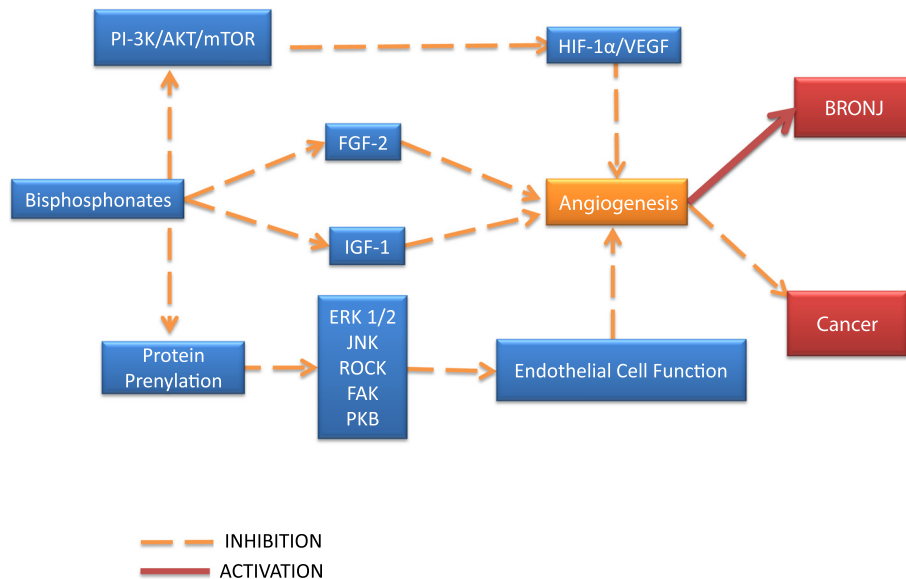 PI-3K/AKT/mTOR
HIF-1α/VEGF
BRONJ
FGF-2
Bisphosphonates
Angiogenesis
IGF-1
Cancer
Protein
Prenylation
ERK 1/2
JNK
ROCK
FAK
PKB
Endothelial Cell Function
INHIBITION
ACTIVATION